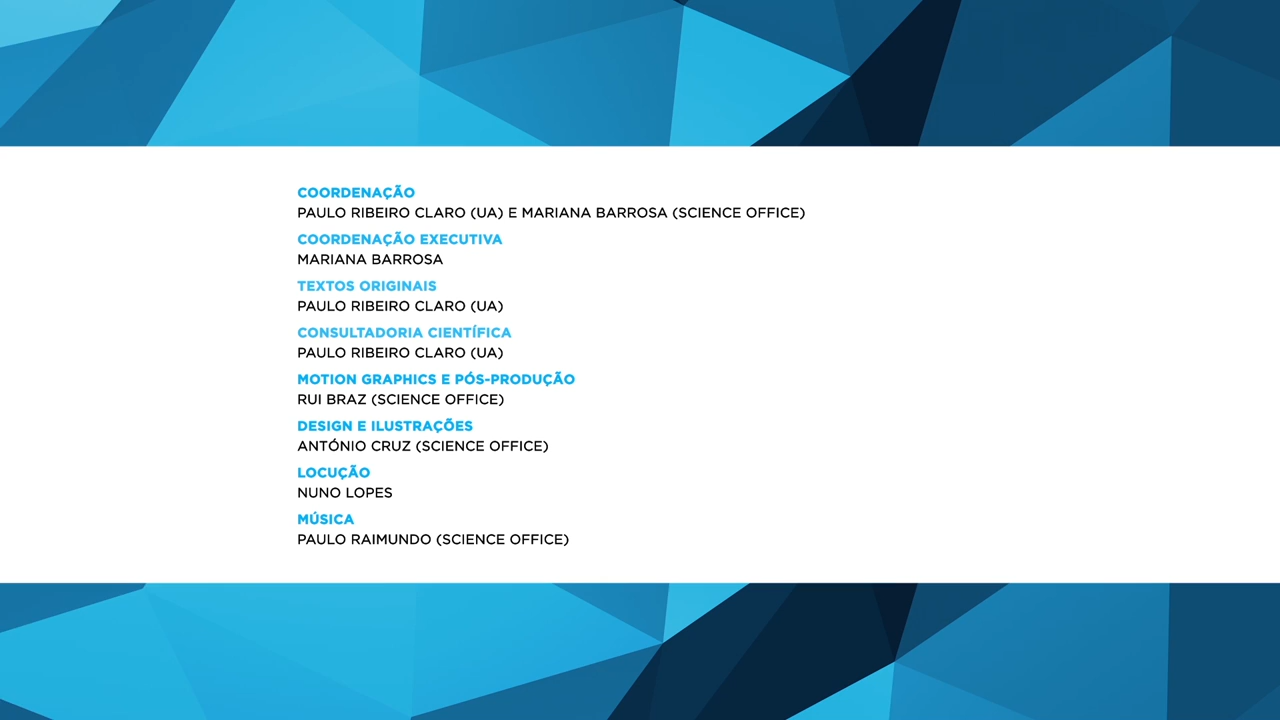 COORDENAÇÃO
PAULO RIBEIRO CLARO (UA) E MARIANA BARROSA (SCIENCE OFFICE)
COORDENAÇÃO EXECUTIVA
MARIANA BARROSA
TEXTOS ORIGINAIS
PAULO RIBEIRO CLARO (UA)
CONSULTADORIA CIENTÍFICA
PAULO RIBEIRO CLARO (UA)
MOTION GRAPHICS E PÓS-PRODUÇÃO
RUI BRAZ (SCIENCE OFFICE)
DESIGN E ILUSTRAÇÕES
ANTÓNIO CRUZ (SCIENCE OFFICE)
LOCUÇÃO
NUNO LOPES
MÚSICA
PAULO RAIMUNDO (SCIENCE OFFICE)